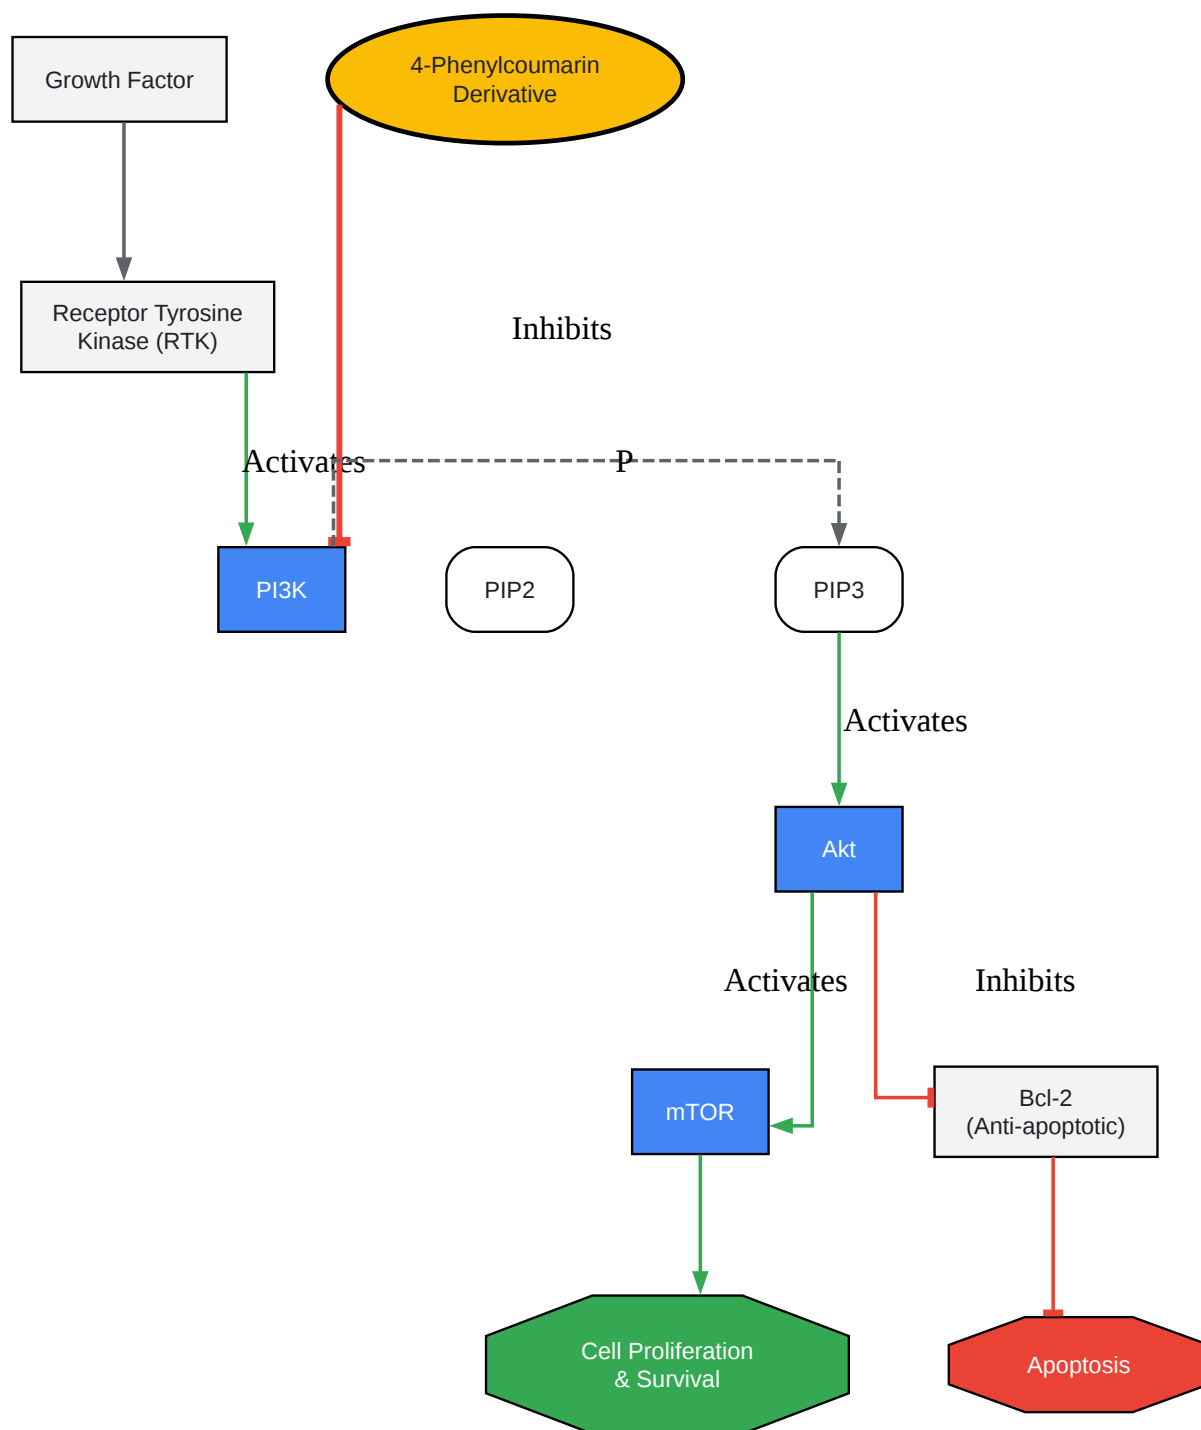 Growth Factor
4-Phenylcoumarin
Derivative
Receptor Tyrosine
Kinase (RTK)
Inhibits
Activates
P
PI3K
PIP2
PIP3
Activates
Akt
Activates
Inhibits
mTOR
Bcl-2
(Anti-apoptotic)
Cell Proliferation
& Survival
Apoptosis